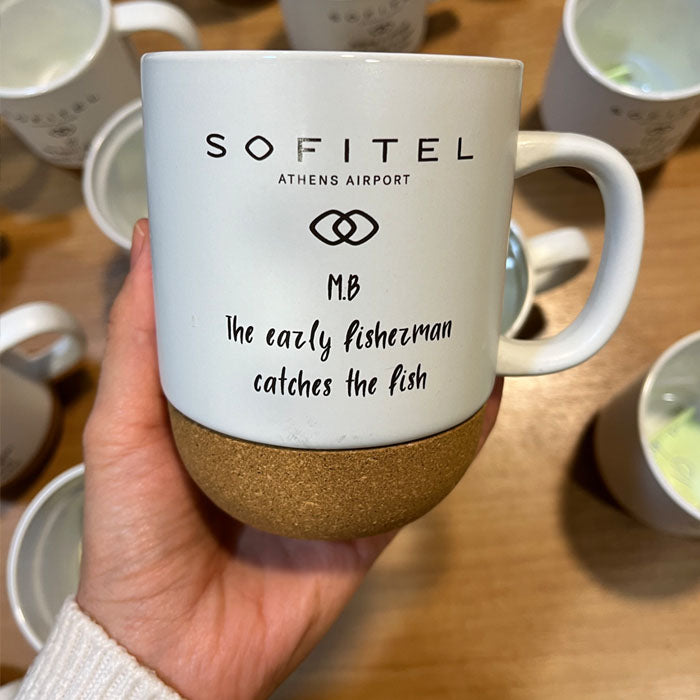 SOFITEL
ATHENS AIRPORT
M.B
The early fisherman
catches the fish